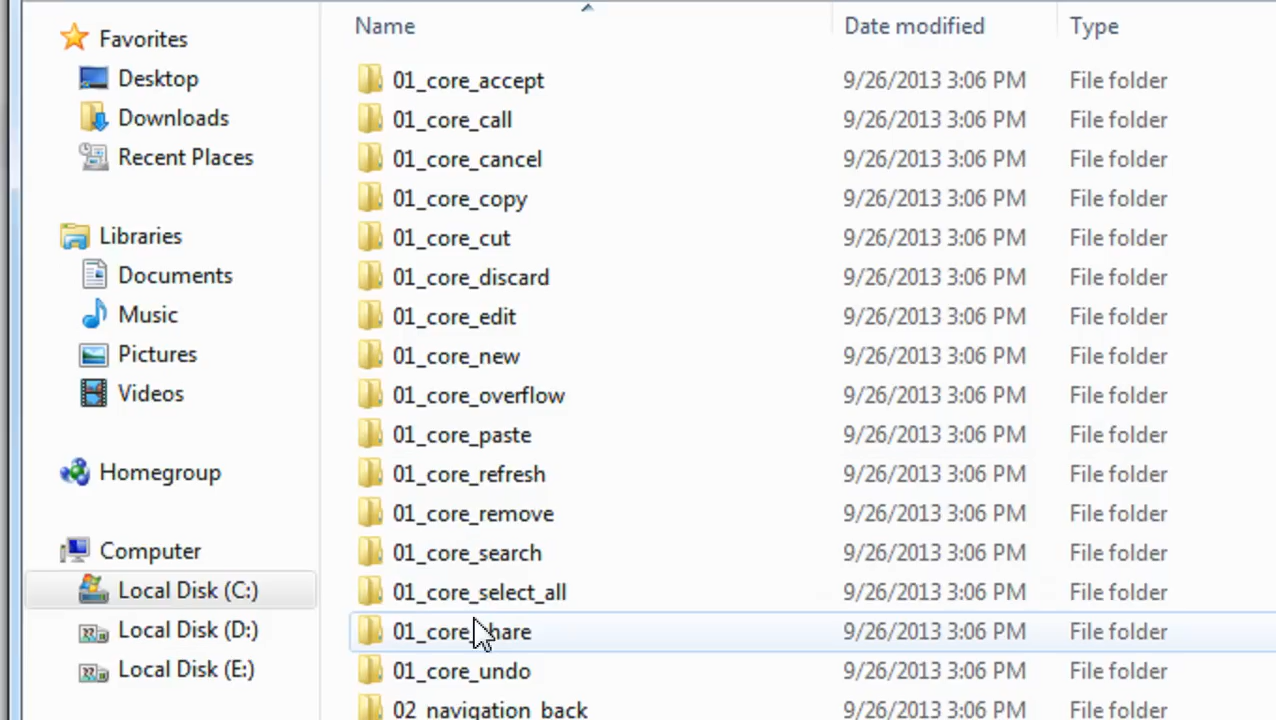 Name Date modified Type
Favorites
Desktop
Downloads
Recent Places
Libraries
Documents
Music
Pictures
Videos
Homegroup
Computer
Local Disk (C:)
Local Disk (D:)
Local Disk (E:)
01_core_accept 9/26/2013 3:06 PM File folder
01_core_call 9/26/2013 3:06 PM File folder
01_core_cancel 9/26/2013 3:06 PM File folder
01_core_copy 9/26/2013 3:06 PM File folder
01_core_cut 9/26/2013 3:06 PM File folder
01_core_discard 9/26/2013 3:06 PM File folder
01_core_edit 9/26/2013 3:06 PM File folder
01_core_new 9/26/2013 3:06 PM File folder
01_core_overflow 9/26/2013 3:06 PM File folder
01_core_paste 9/26/2013 3:06 PM File folder
01_core_refresh 9/26/2013 3:06 PM File folder
01_core_remove 9/26/2013 3:06 PM File folder
01_core_search 9/26/2013 3:06 PM File folder
01_core_select_all 9/26/2013 3:06 PM File folder
01_core_share 9/26/2013 3:06 PM File folder
01_core_undo 9/26/2013 3:06 PM File folder
02_navigation_back